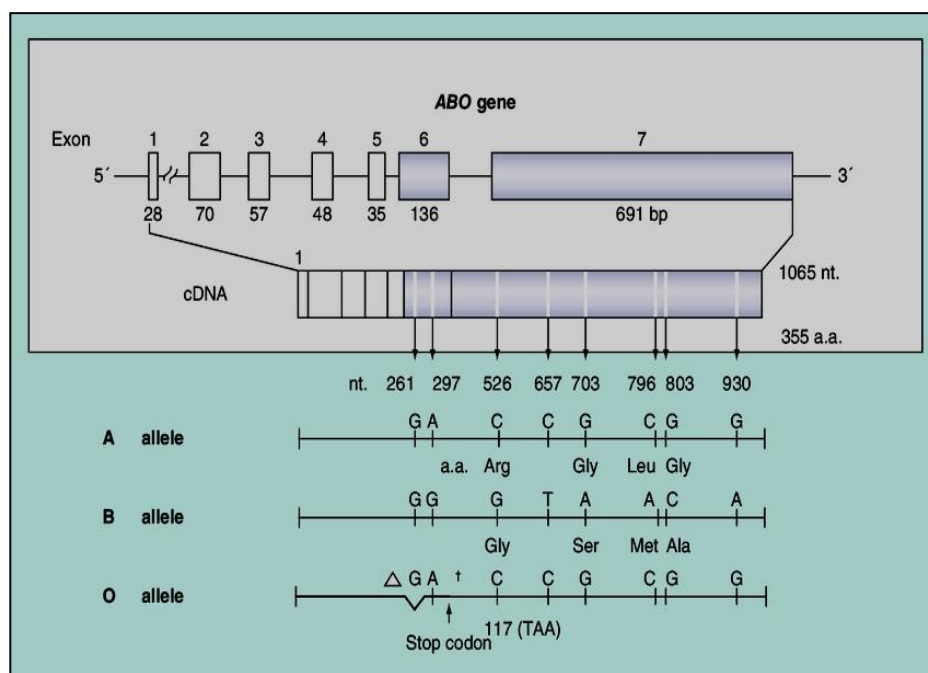 ABO gene
Exon 1 2 3 4 5 6 7
5´ 3´
28 70 57 48 35 136 691 bp
1
1065 nt.
cDNA
355 a.a.
nt. 261 297 526 657 703 796 803 930
G A C C G C G G
A allele
a.a. Arg Gly Leu Gly
G G G T A A C A
B allele
Gly Ser Met Ala
△ G A † C C G C G G
O allele
117 (TAA)
Stop codon